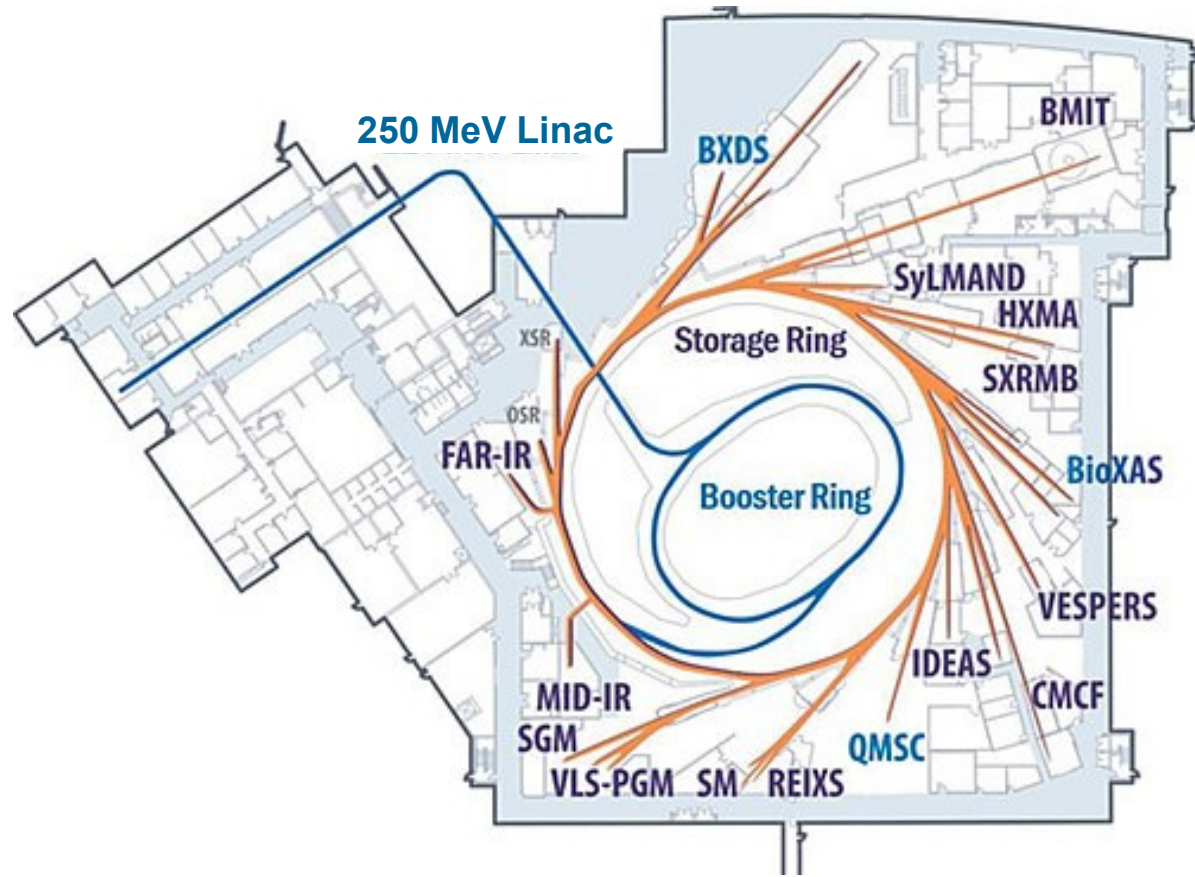 250 MeV Linac
BXDS
BMIT
SyLMAND
HXMA
Storage Ring
XSR
SXRMB
OSR
FAR-IR
BioXAS
Booster Ring
VESPERS
IDEAS
MID-IR
CMCF
SGM
QMSC
VLS-PGM
SM
REIXS